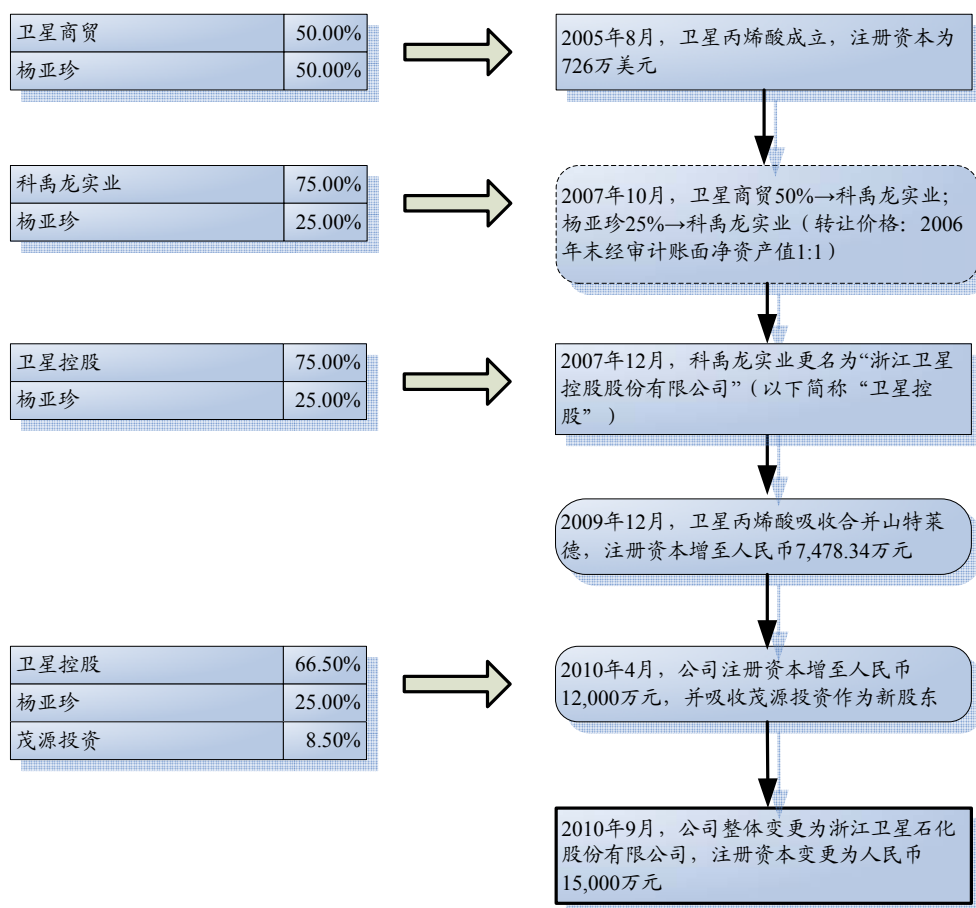 卫星商贸 50.00%
杨亚珍 50.00%
2005年8月，卫星丙烯酸成立，注册资本为
726万美元
科禹龙实业 75.00%
杨亚珍 25.00%
2007年10月，卫星商贸50%→科禹龙实业；
杨亚珍25%→科禹龙实业（转让价格：2006
年末经审计账面净资产值1:1）
卫星控股 75.00%
杨亚珍 25.00%
2007年12月，科禹龙实业更名为“浙江卫星
控股股份有限公司”（以下简称“卫星控
股”）
2009年12月，卫星丙烯酸吸收合并山特莱
德，注册资本增至人民币7,478.34万元
卫星控股 66.50%
杨亚珍 25.00%
茂源投资 8.50%
2010年4月，公司注册资本增至人民币
12,000万元，并吸收茂源投资作为新股东
2010年9月，公司整体变更为浙江卫星石化
股份有限公司，注册资本变更为人民币
15,000万元